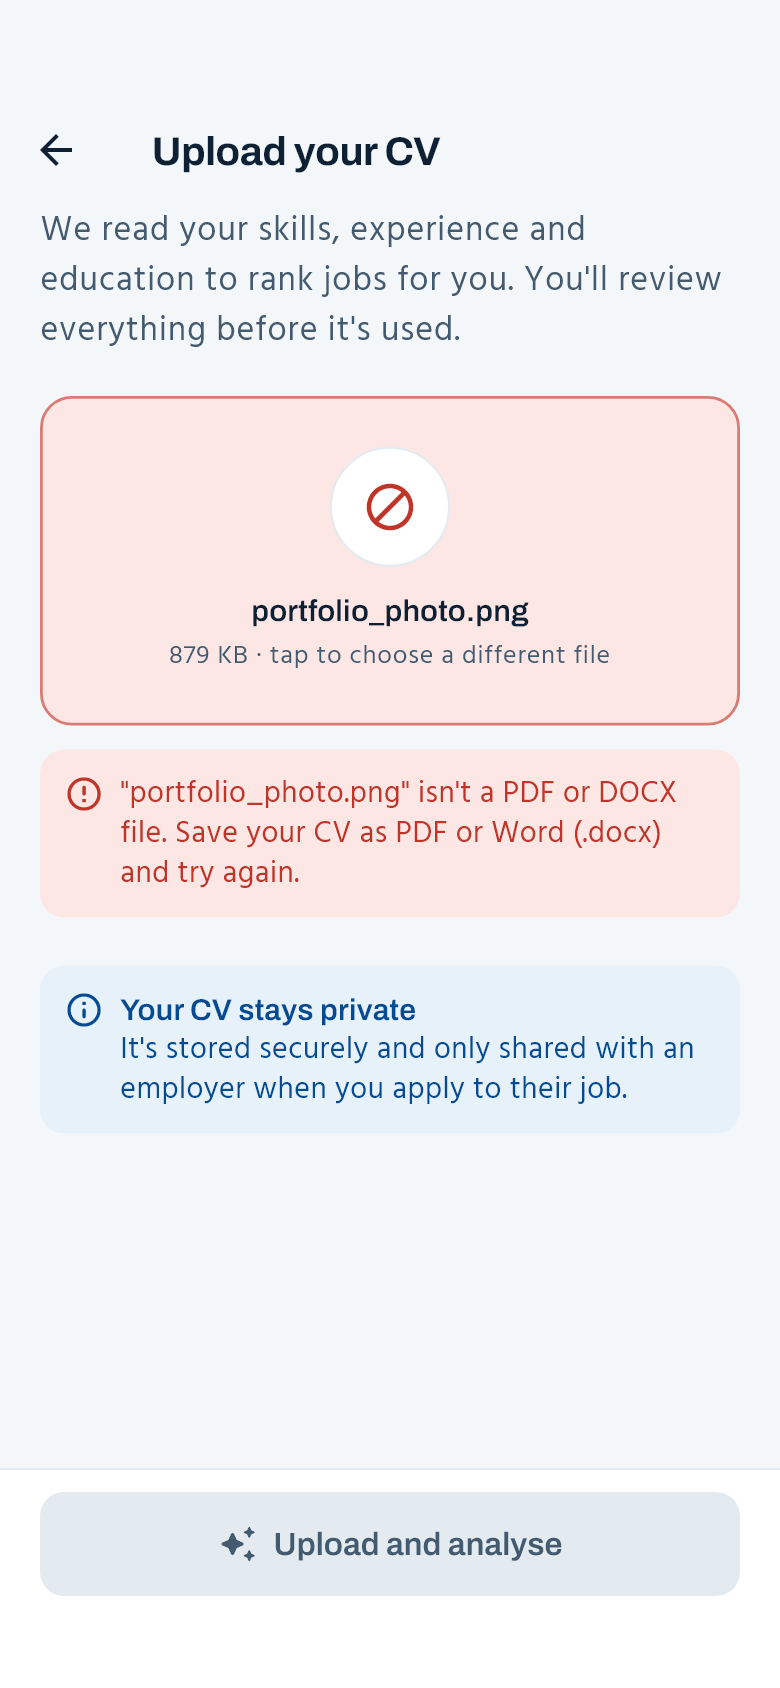 Upload your CV
We read your skills, experience and
education to rank jobs for you. You'll review
everything before it's used.
portfolio_photo.png
879 KB · tap to choose a different file
"portfolio_photo.png" isn't a PDF or DOCX
file. Save your CV as PDF or Word (.docx)
and try again.
Your CV stays private
It's stored securely and only shared with an
employer when you apply to their job.
Upload and analyse